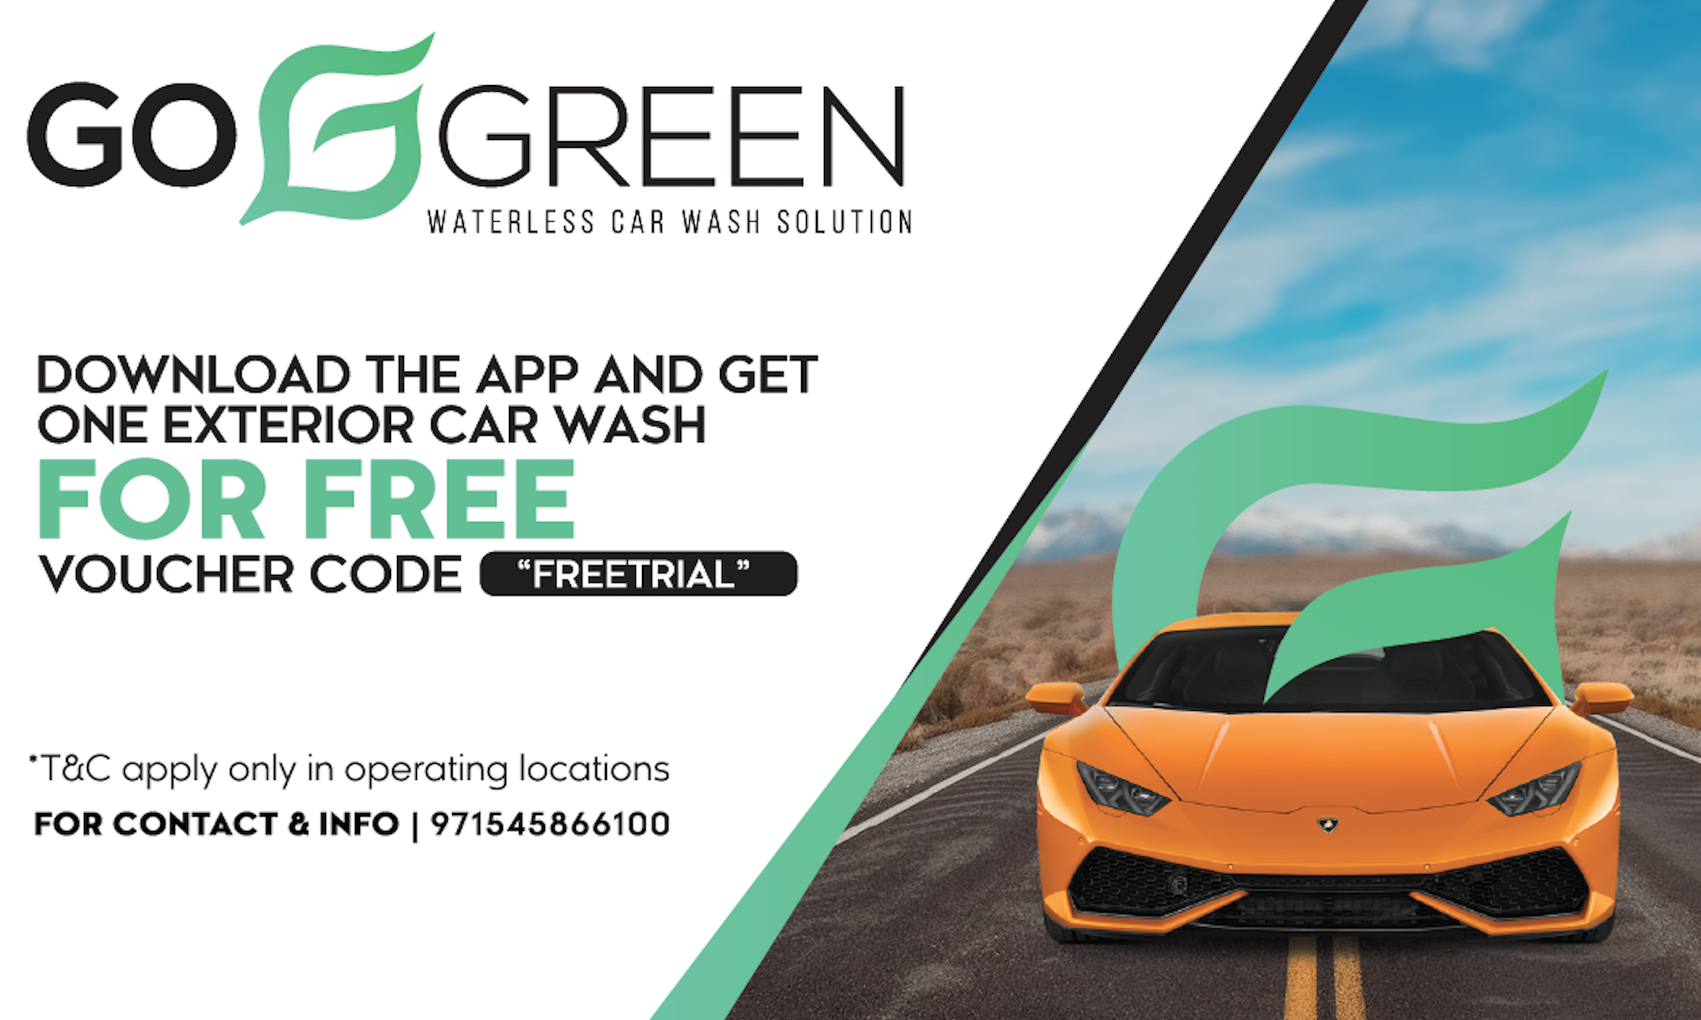 GO GREEN
WATERLESS CAR WASH SOLUTION
DOWNLOAD THE APP AND GET
ONE EXTERIOR CAR WASH
FOR FREE
VOUCHER CODE “FREETRIAL”
*T&C apply only in operating locations
FOR CONTACT & INFO | 971545866100